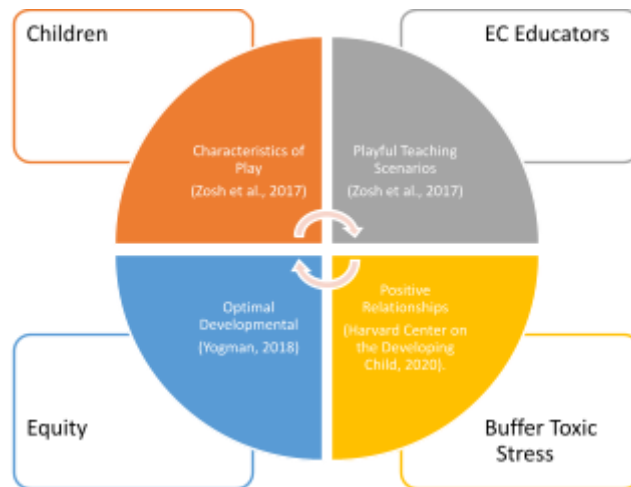 Children
EC Educators
Characteristics of
Play
(Zosh et al., 2017)
Playful Teaching
Scenarios
(Zosh et al., 2017)
Optimal
Developmental
(Yogman, 2018)
Positive
Relationships
(Harvard Center on
the Developing
Child, 2020).
Equity
Buffer Toxic
Stress